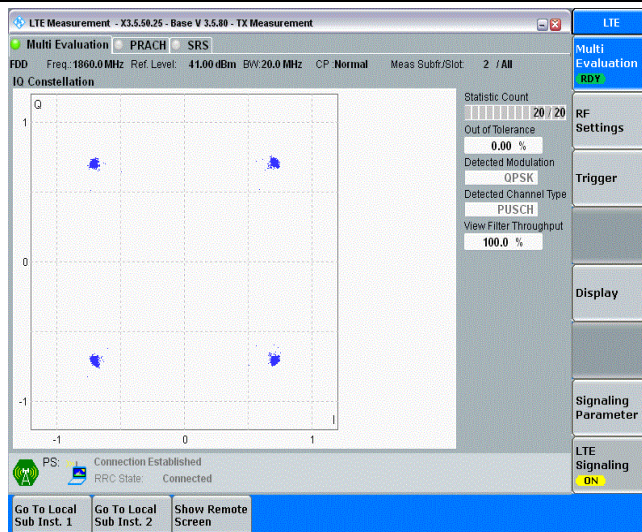 LTE Measurement - X3.5.50.25 - Base V 3.5.80 - TX Measurement
LTE
Multi Evaluation PRACH SRS
FDD Freq.:1860.0 MHz Ref. Level: 41.00 dBm BW:20.0 MHz CP :Normal Meas Subfr./Slot: 2 / All
IQ Constellation
Q
1
0
-1
-1 0 1
I
Statistic Count
20 / 20
Out of Tolerance
0.00 %
Detected Modulation
QPSK
Detected Channel Type
PUSCH
View Filter Throughput
100.0 %
Multi
Evaluation
RDY
RF
Settings
Trigger
Display
Signaling
Parameter
LTE
Signaling
ON
PS: Connection Established
RRC State: Connected
Go To Local
Sub Inst. 1
Go To Local
Sub Inst. 2
Show Remote
Screen